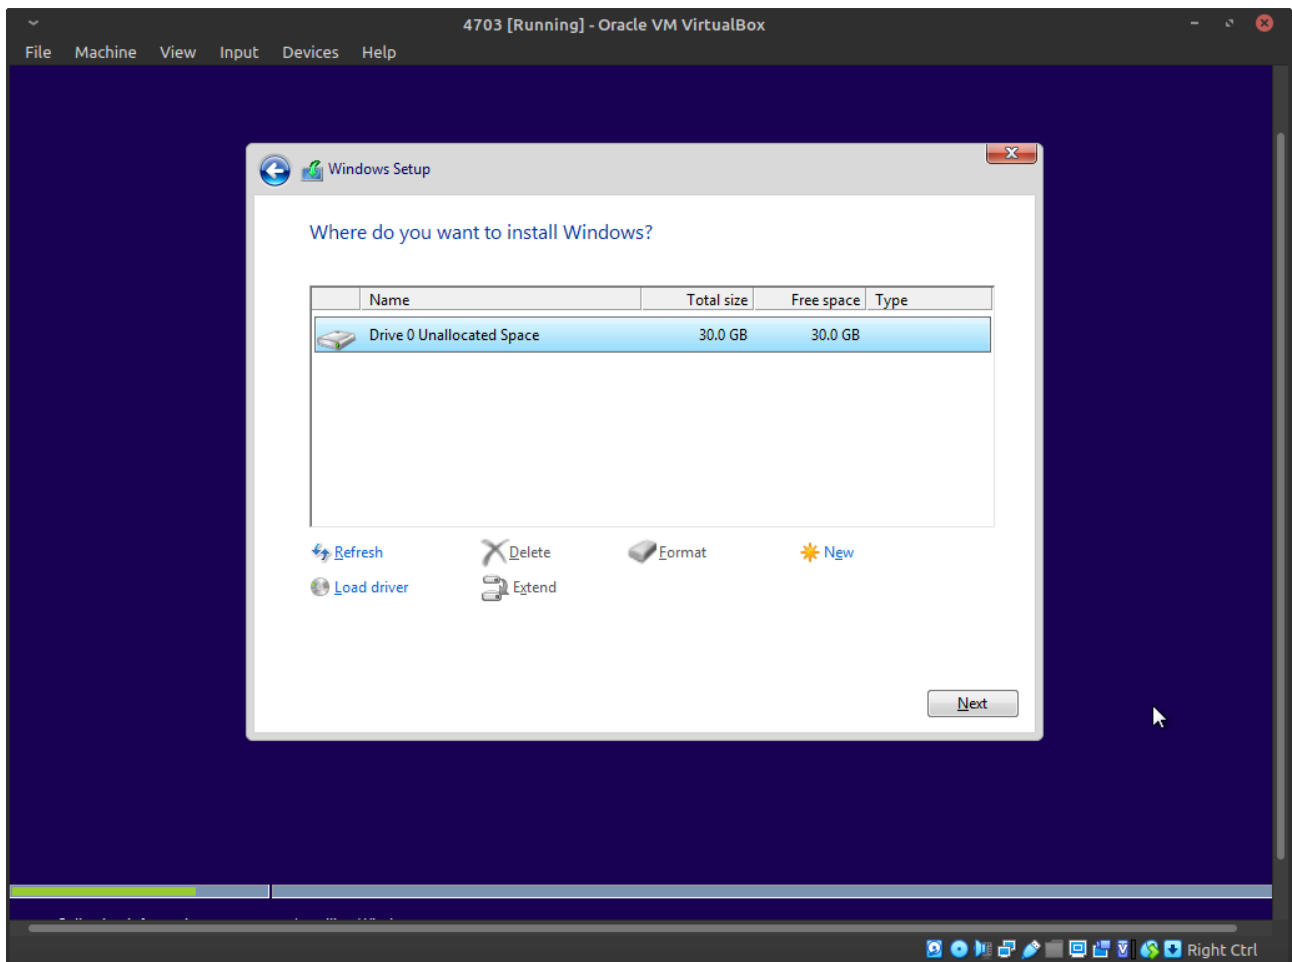 4703 [Running] - Oracle VM VirtualBox
File Machine View Input Devices Help
Windows Setup
Where do you want to install Windows?
Name Total size Free space Type
Drive 0 Unallocated Space 30.0 GB 30.0 GB
Refresh Delete Format New
Load driver Extend
Next
Right Ctrl